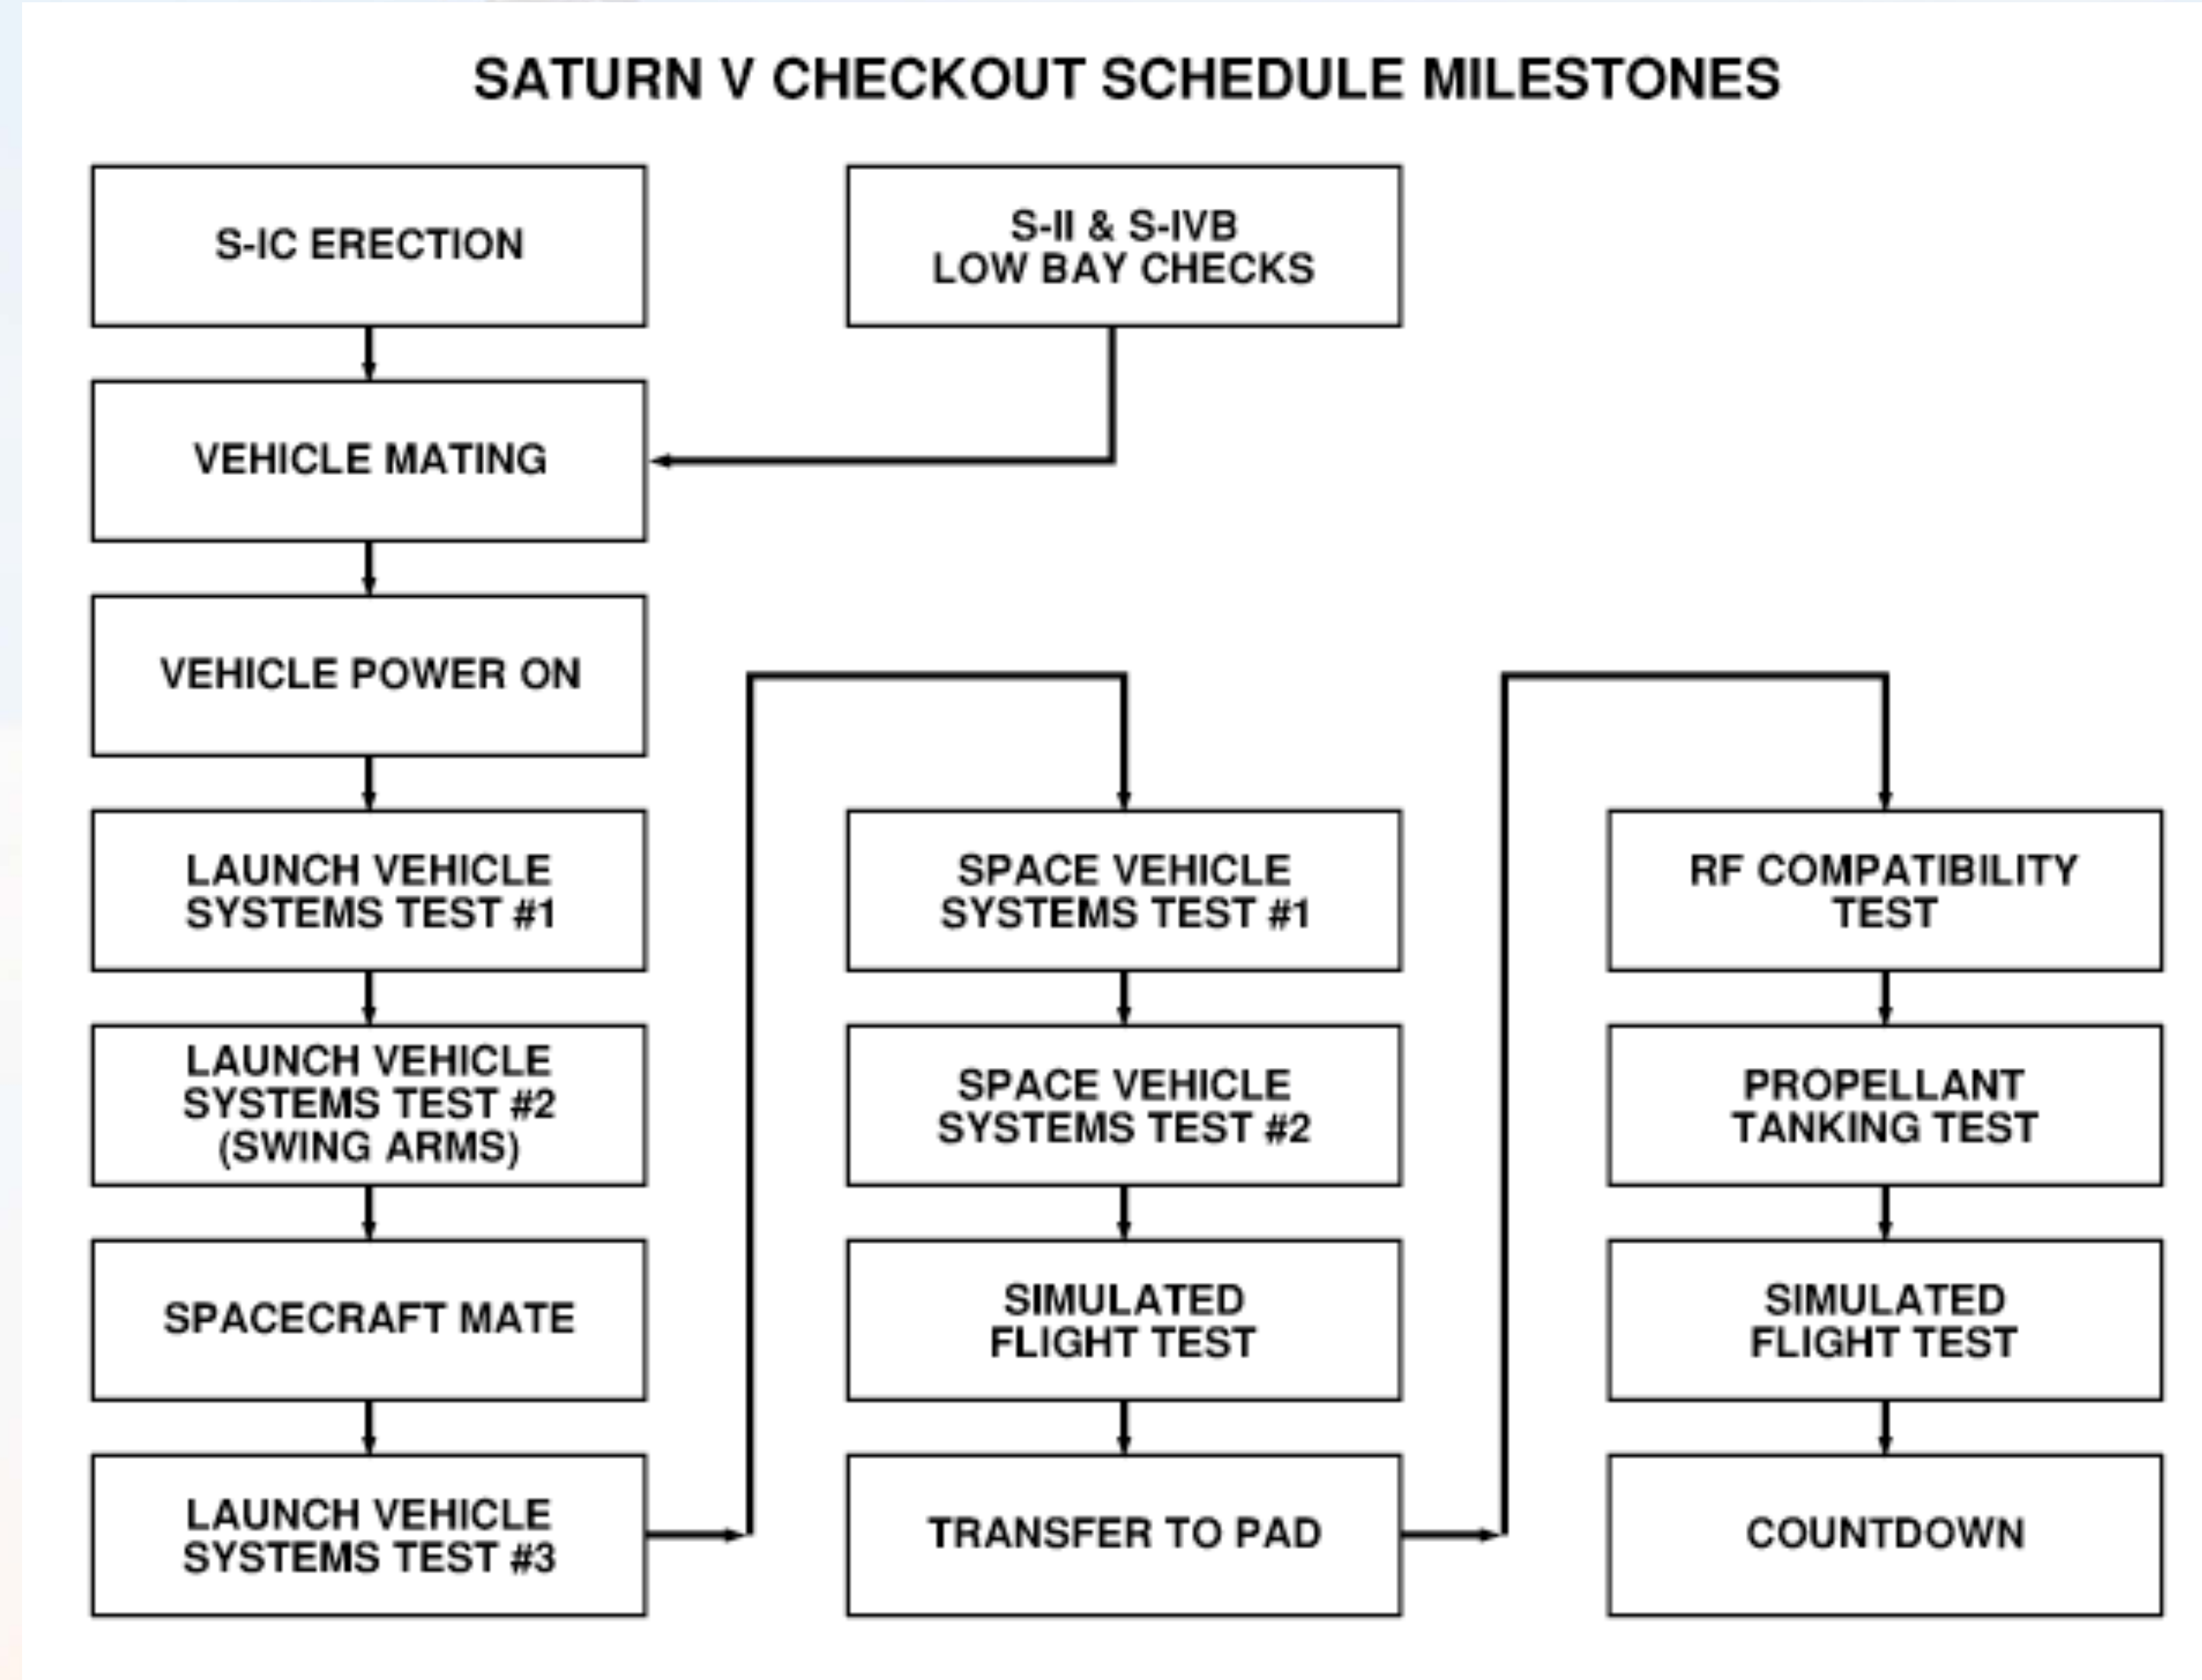 SATURN V CHECKOUT SCHEDULE MILESTONES
S-IC ERECTION
S-II & S-IVB
LOW BAY CHECKS
VEHICLE MATING
VEHICLE POWER ON
LAUNCH VEHICLE
SYSTEMS TEST #1
LAUNCH VEHICLE
SYSTEMS TEST #2
(SWING ARMS)
SPACECRAFT MATE
LAUNCH VEHICLE
SYSTEMS TEST #3
SPACE VEHICLE
SYSTEMS TEST #1
SPACE VEHICLE
SYSTEMS TEST #2
SIMULATED
FLIGHT TEST
TRANSFER TO PAD
RF COMPATIBILITY
TEST
PROPELLANT
TANKING TEST
SIMULATED
FLIGHT TEST
COUNTDOWN